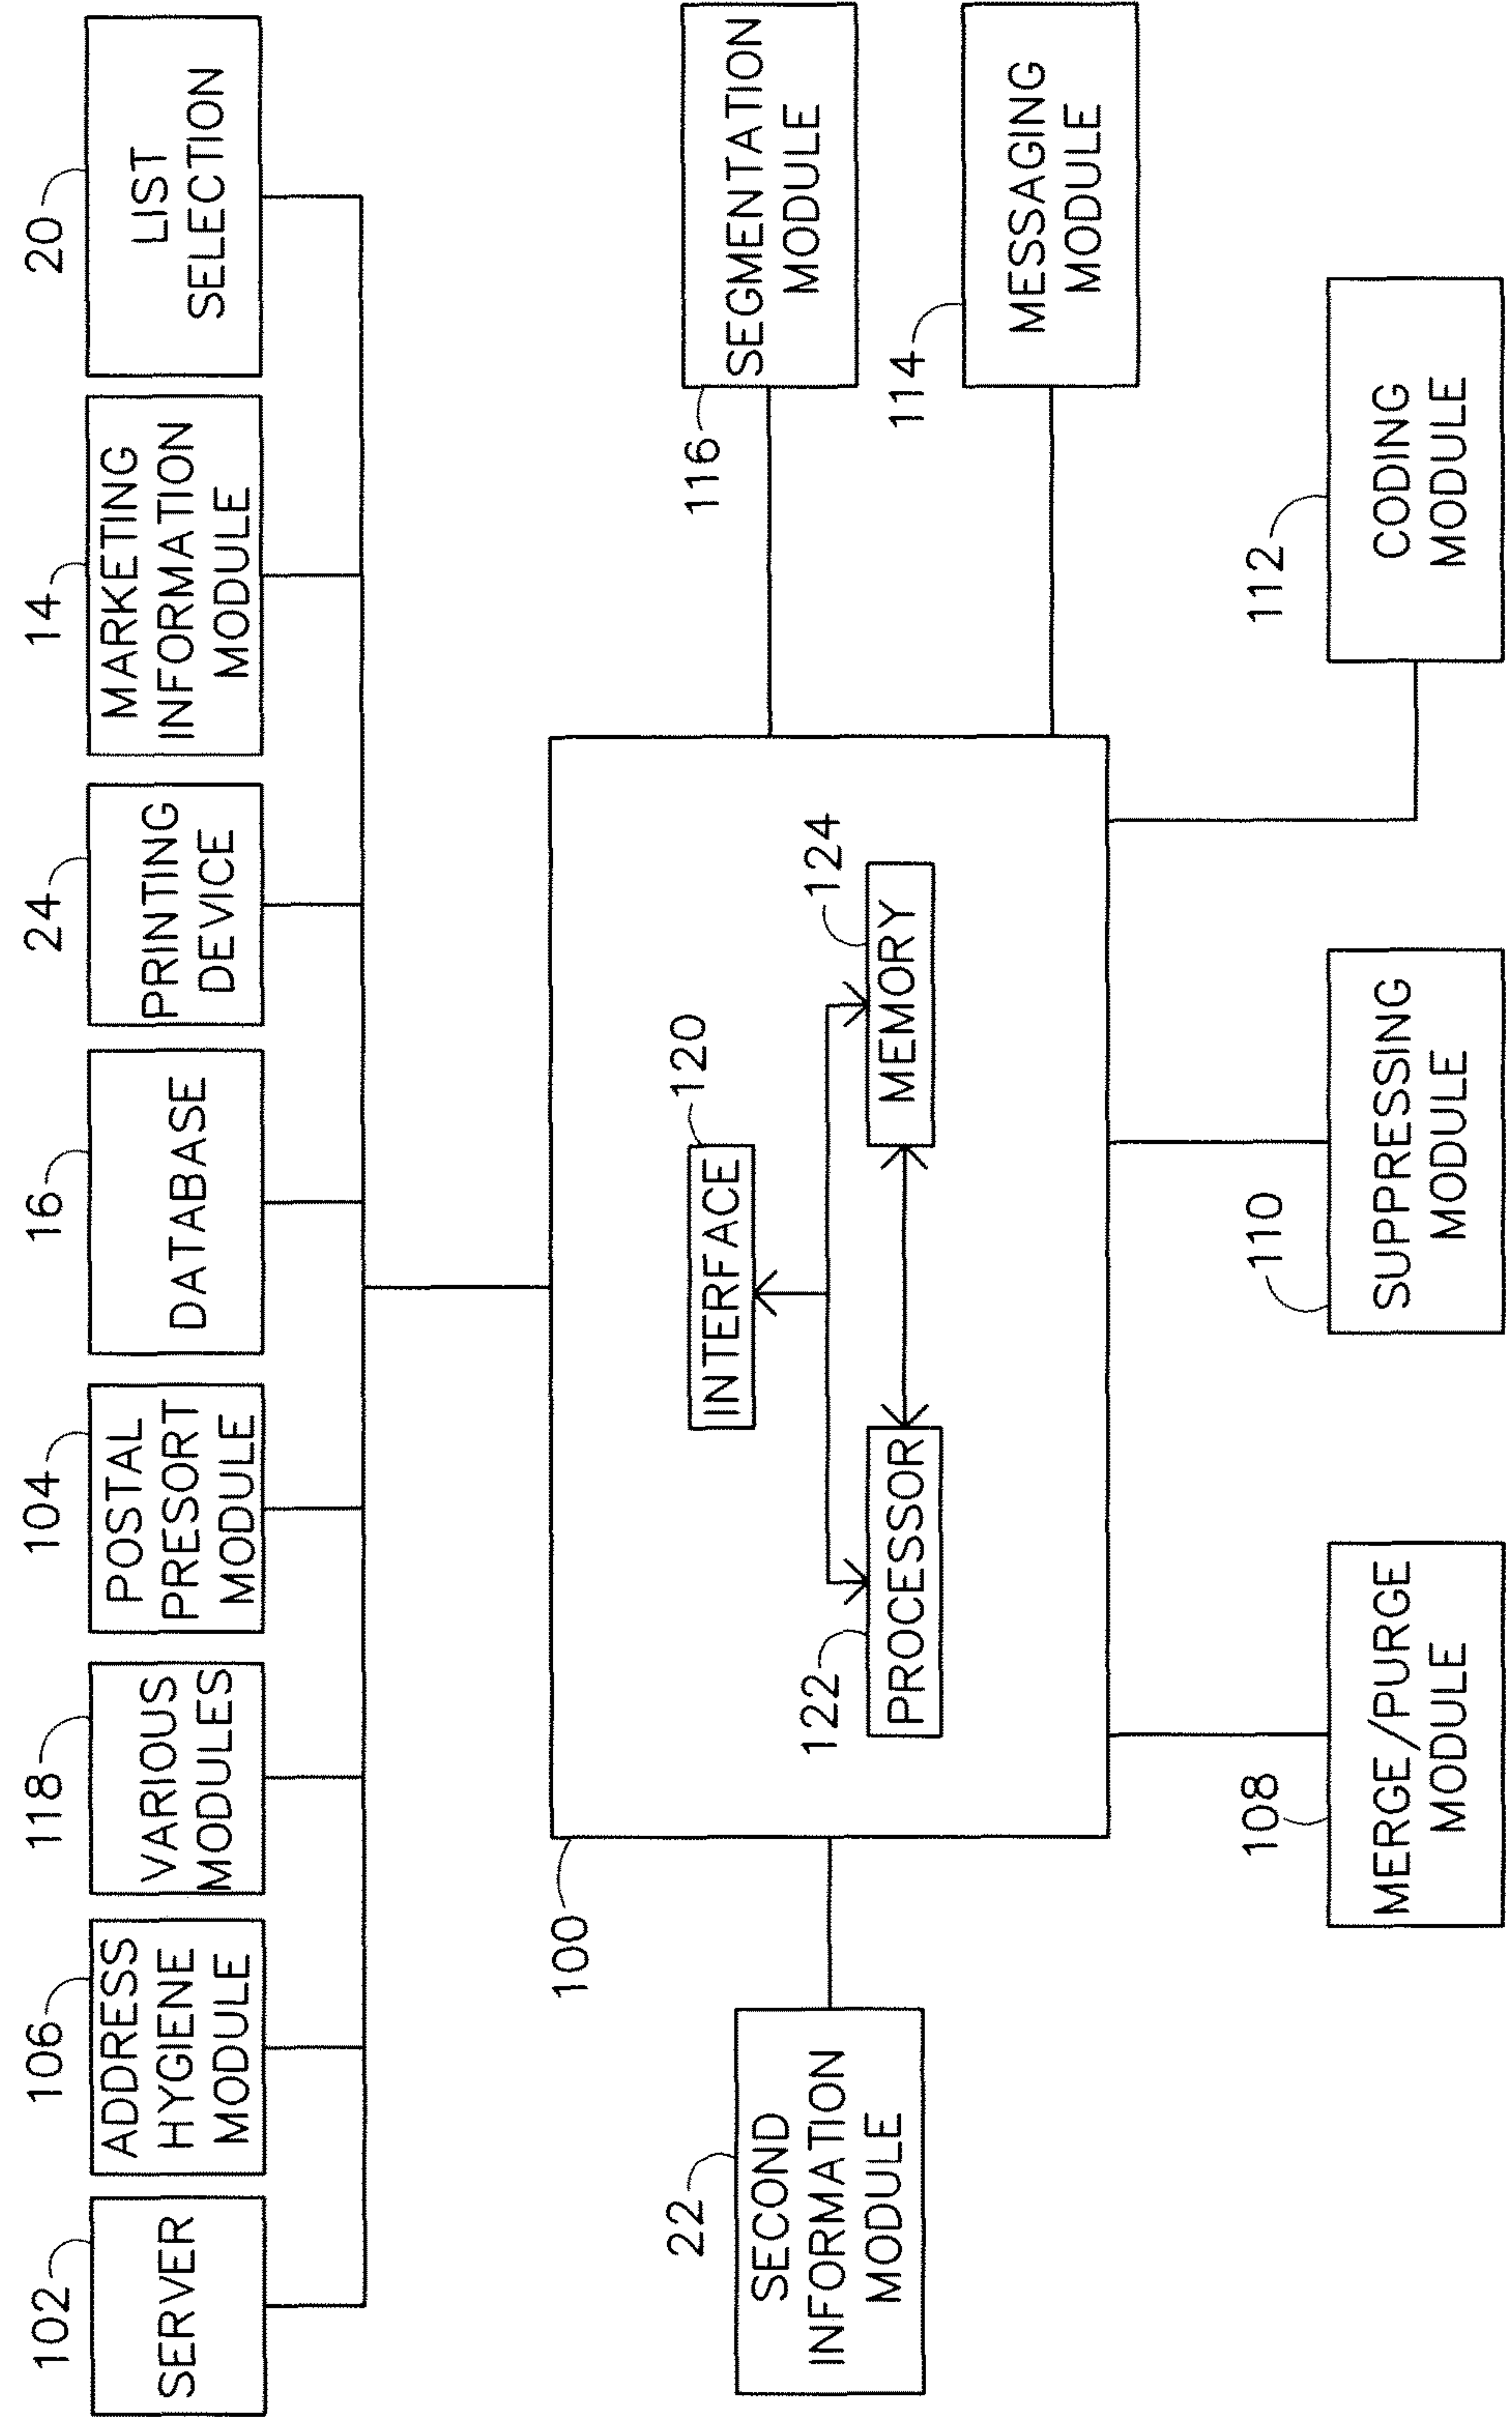 102
SERVER
106
ADDRESS
HYGIENE
MODULE
118
VARIOUS
MODULES
104
POSTAL
PRESORT
MODULE
16
DATABASE
24
PRINTING
DEVICE
14
MARKETING
INFORMATION
MODULE
20
LIST
SELECTION
22
SECOND
INFORMATION
MODULE
100
120
INTERFACE
122
PROCESSOR
124
MEMORY
116
SEGMENTATION
MODULE
114
MESSAGING
MODULE
108
MERGE/PURGE
MODULE
110
SUPPRESSING
MODULE
112
CODING
MODULE